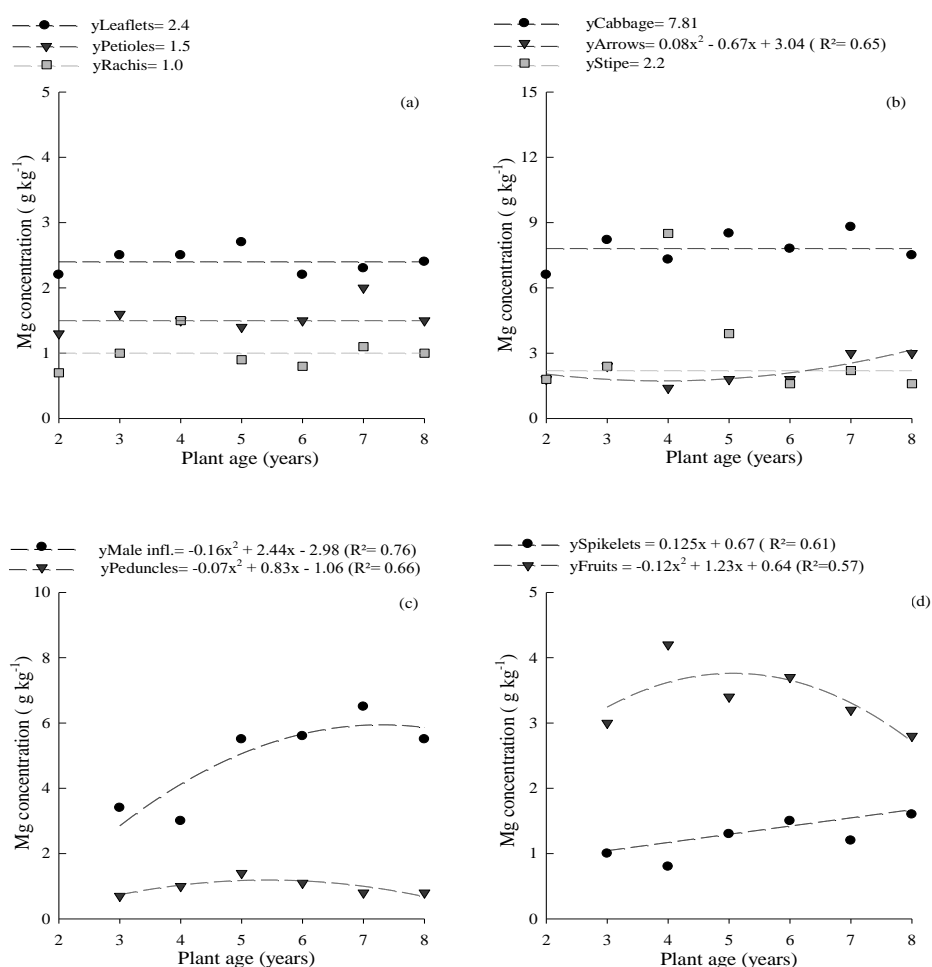 yLeaflets= 2.4
yPetioles= 1.5
yRachis= 1.0
(a)
Mg concentration ( g kg⁻¹)
5
4
3
2
1
0
2 3 4 5 6 7 8
Plant age (years)
yCabbage= 7.81
yArrows= 0.08x² - 0.67x + 3.04 ( R²= 0.65)
yStipe= 2.2
(b)
Mg concentration ( g kg⁻¹)
15
12
9
6
3
0
2 3 4 5 6 7 8
Plant age (years)
yMale infl.= -0.16x² + 2.44x - 2.98 (R²= 0.76)
yPeduncles= -0.07x² + 0.83x - 1.06 (R²= 0.66)
(c)
Mg concentration ( g kg⁻¹)
10
8
6
4
2
0
2 3 4 5 6 7 8
Plant age (years)
ySpikelets = 0.125x + 0.67 ( R²= 0.61)
yFruits = -0.12x² + 1.23x + 0.64 (R²=0.57)
(d)
Mg concentration ( g kg⁻¹)
5
4
3
2
1
0
2 3 4 5 6 7 8
Plant age (years)